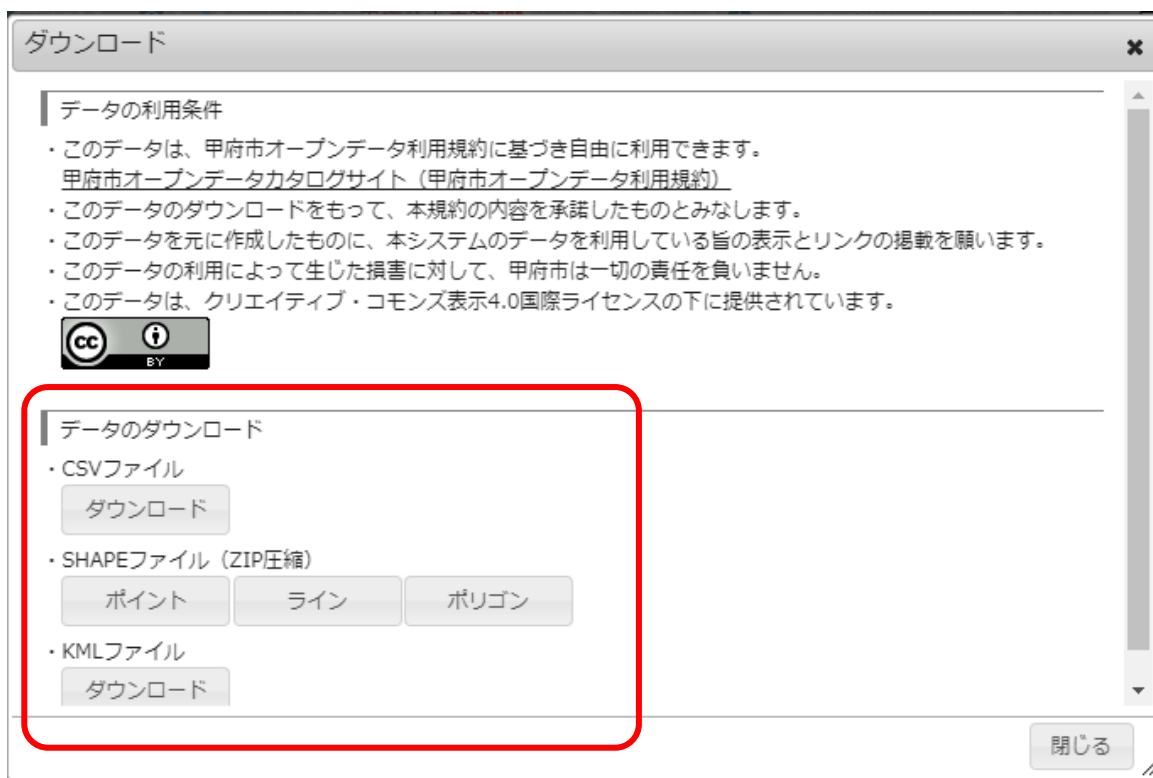 ダウンロード
データの利用条件
・このデータは、甲府市オープンデータ利用規約に基づき自由に利用できます。
甲府市オープンデータカタログサイト（甲府市オープンデータ利用規約）
・このデータのダウンロードをもって、本規約の内容を承諾したものとみなします。
・このデータを元に作成したものに、本システムのデータを利用している旨の表示とリンクの掲載を願います。
・このデータの利用によって生じた損害に対して、甲府市は一切の責任を負いません。
・このデータは、クリエイティブ・コモンズ表示4.0国際ライセンスの下に提供されています。
cc
BY
データのダウンロード
・CSVファイル
ダウンロード
・SHAPEファイル（ZIP圧縮）
ポイント ライン ポリゴン
・KMLファイル
ダウンロード
閉じる